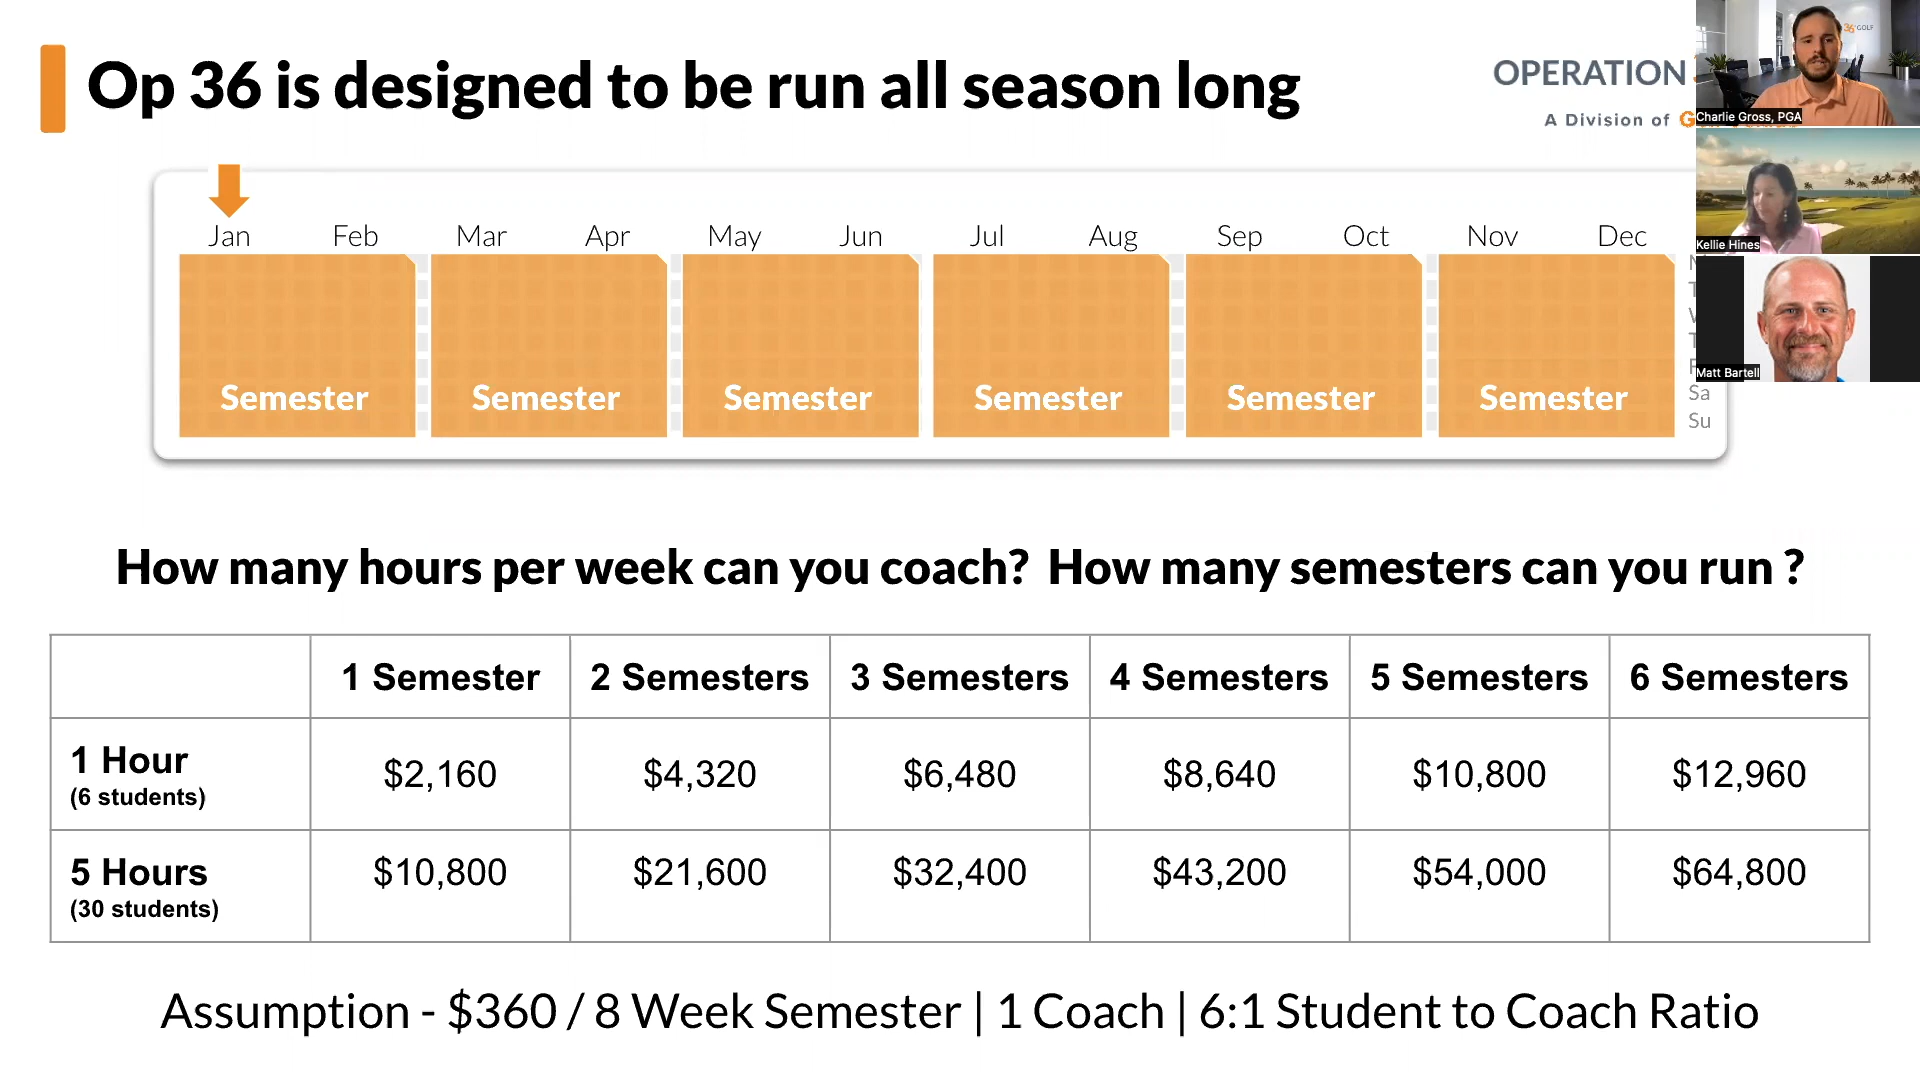 Op 36 is designed to be run all season long
OPERATION
A Division of G
36 GOLF
Charlie Gross, PGA
Kellie Hines
Matt Bartell
Jan Feb Mar Apr May Jun Jul Aug Sep Oct Nov Dec
Semester Semester Semester Semester Semester Semester
Sa
Su
How many hours per week can you coach? How many semesters can you run ?
1 Semester 2 Semesters 3 Semesters 4 Semesters 5 Semesters 6 Semesters
1 Hour
(6 students)
$2,160 $4,320 $6,480 $8,640 $10,800 $12,960
5 Hours
(30 students)
$10,800 $21,600 $32,400 $43,200 $54,000 $64,800
Assumption - $360 / 8 Week Semester | 1 Coach | 6:1 Student to Coach Ratio